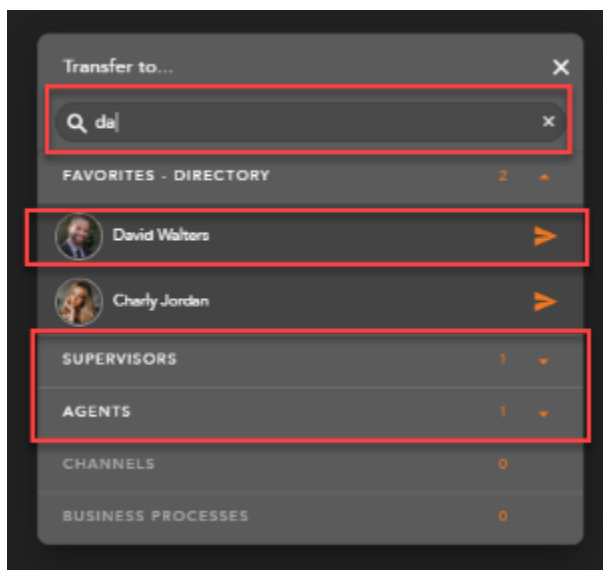 Transfer to...
da
FAVORITES - DIRECTORY 2
David Walters
Charly Jordan
SUPERVISORS 1
AGENTS 1
CHANNELS 0
BUSINESS PROCESSES 0